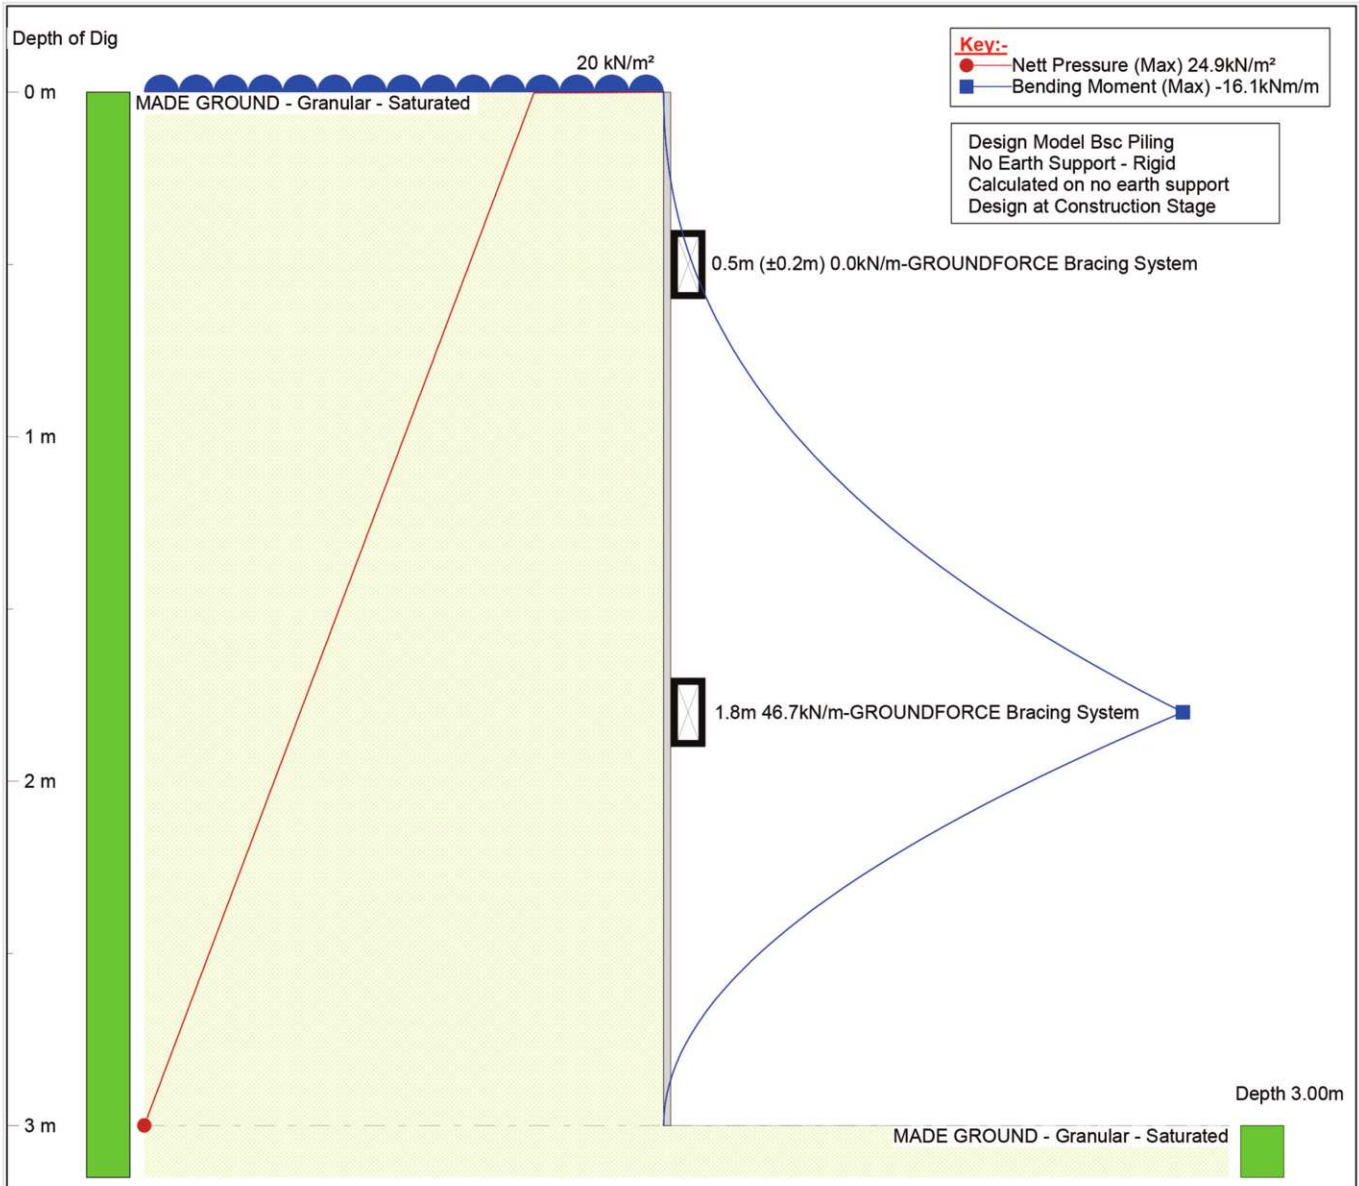 Depth of Dig
20 kN/m²
Key:-
Nett Pressure (Max) 24.9kN/m²
Bending Moment (Max) -16.1kNm/m
0 m
MADE GROUND - Granular - Saturated
Design Model Bsc Piling
No Earth Support - Rigid
Calculated on no earth support
Design at Construction Stage
0.5m (±0.2m) 0.0kN/m-GROUNDFORCE Bracing System
1 m
1.8m 46.7kN/m-GROUNDFORCE Bracing System
2 m
Depth 3.00m
3 m
MADE GROUND - Granular - Saturated